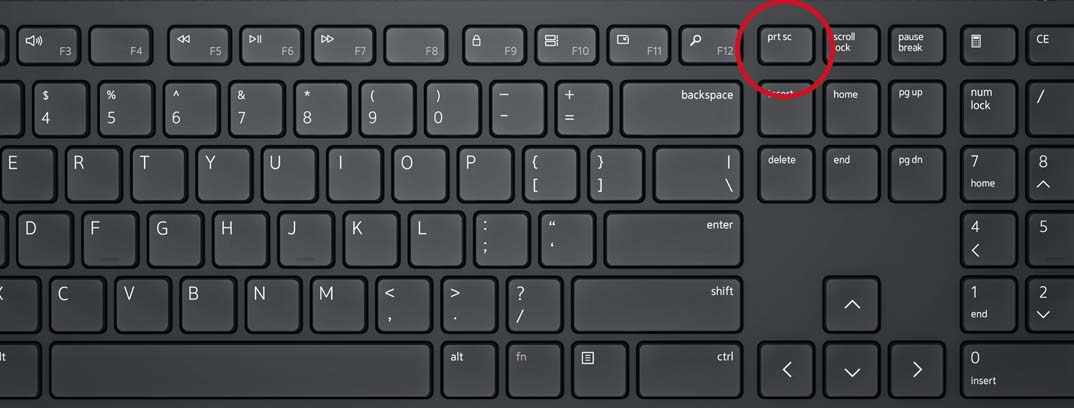 F3 F4 F5 F6 F7 F8 F9 F10 F11 F12 prt sc scroll lock pause break CE
$ % ^ & * ( ) – + backspace insert home pg up num lock /
4 5 6 7 8 9 0 - =
E R T Y U I O P { } | delete end pg dn 7 8
[ ] \ home
D F G H J K L : “ enter 4 5
; ‘
C V B N M < > ? shift 1 2
, . / end
alt fn ctrl 0
insert